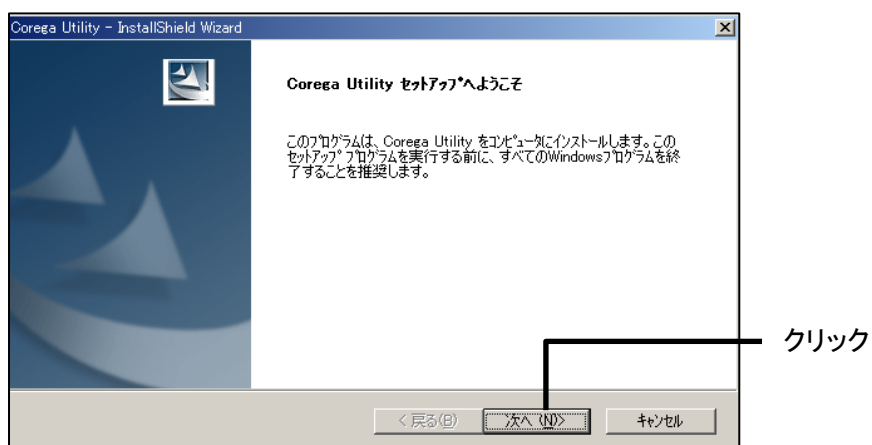 Corega Utility - InstallShield Wizard
Corega Utility ｾｯﾄｱｯﾌﾟへようこそ
このﾌﾟﾛｸﾞﾗﾑは、Corega Utility をｺﾝﾋﾟｭｰﾀにインストールします。この
ｾｯﾄｱｯﾌﾟ ﾌﾟﾛｸﾞﾗﾑを実行する前に、すべてのWindowsﾌﾟﾛｸﾞﾗﾑを終
了することを推奨します。
クリック
< 戻る(B)
次へ (N)>
ｷｬﾝｾﾙ